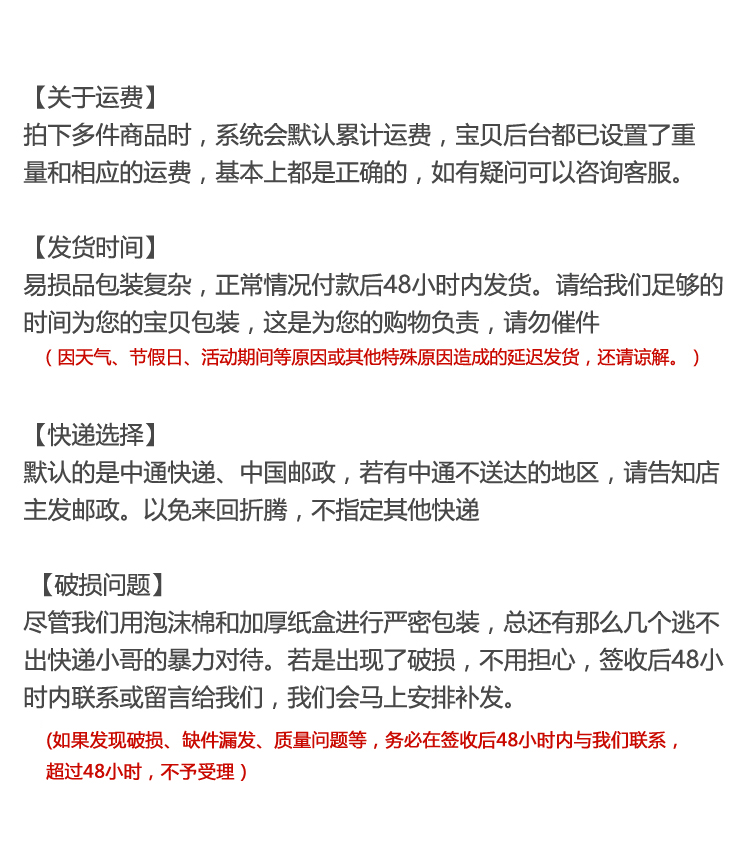 【关于运费】
拍下多件商品时，系统会默认累计运费，宝贝后台都已设置了重
量和相应的运费，基本上都是正确的，如有疑问可以咨询客服。
【发货时间】
易损品包装复杂，正常情况付款后48小时内发货。请给我们足够的
时间为您的宝贝包装，这是为您的购物负责，请勿催件
（因天气、节假日、活动期间等原因或其他特殊原因造成的延迟发货，还请谅解。）
【快递选择】
默认的是中通快递、中国邮政，若有中通不送达的地区，请告知店
主发邮政。以免来回折腾，不指定其他快递
【破损问题】
尽管我们用泡沫棉和加厚纸盒进行严密包装，总还有那么几个逃不
出快递小哥的暴力对待。若是出现了破损，不用担心，签收后48小
时内联系或留言给我们，我们会马上安排补发。
(如果发现破损、缺件漏发、质量问题等，务必在签收后48小时内与我们联系，
超过48小时，不予受理）